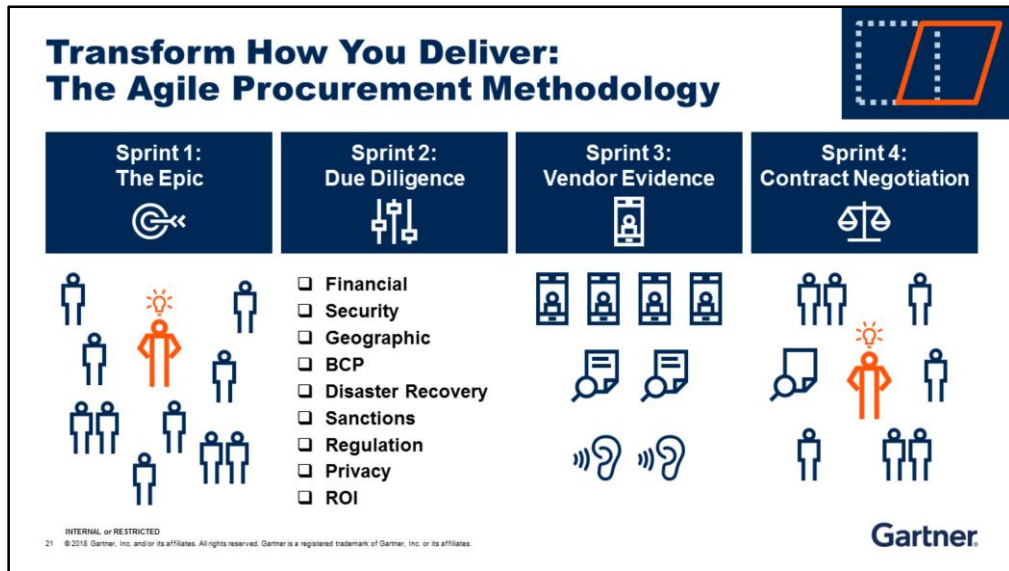 Transform How You Deliver:
The Agile Procurement Methodology
Sprint 1:
The Epic
Sprint 2:
Due Diligence
Sprint 3:
Vendor Evidence
Sprint 4:
Contract Negotiation
Financial
Security
Geographic
BCP
Disaster Recovery
Sanctions
Regulation
Privacy
ROI
INTERNAL or RESTRICTED
21 © 2018 Gartner, Inc. and/or its affiliates. All rights reserved. Gartner is a registered trademark of Gartner, Inc. or its affiliates.
Gartner